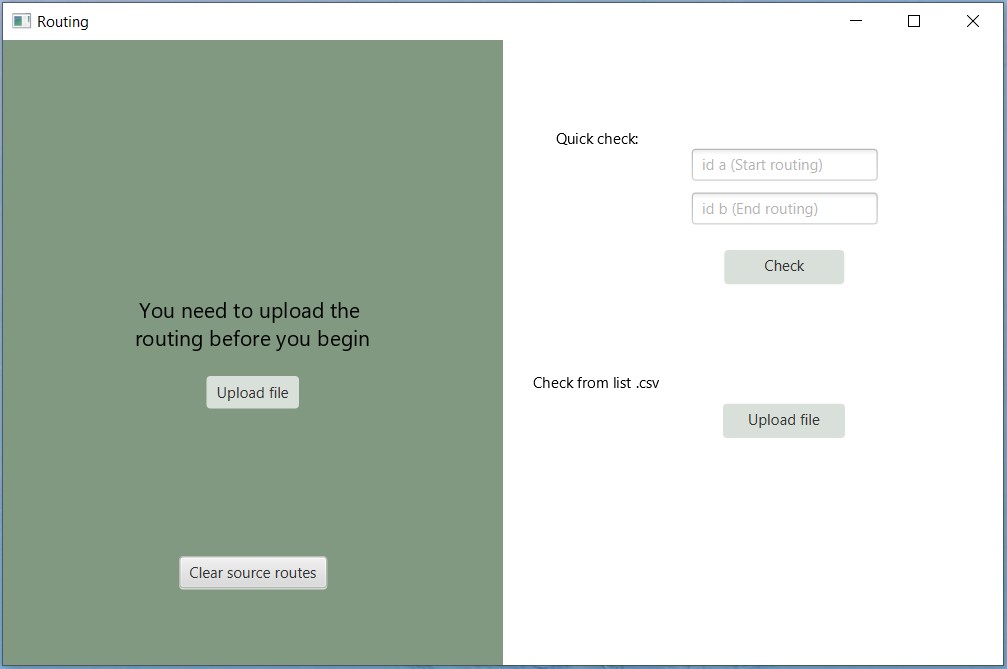 Routing
You need to upload the
routing before you begin
Upload file
Clear source routes
Quick check:
id a (Start routing)
id b (End routing)
Check
Check from list .csv
Upload file